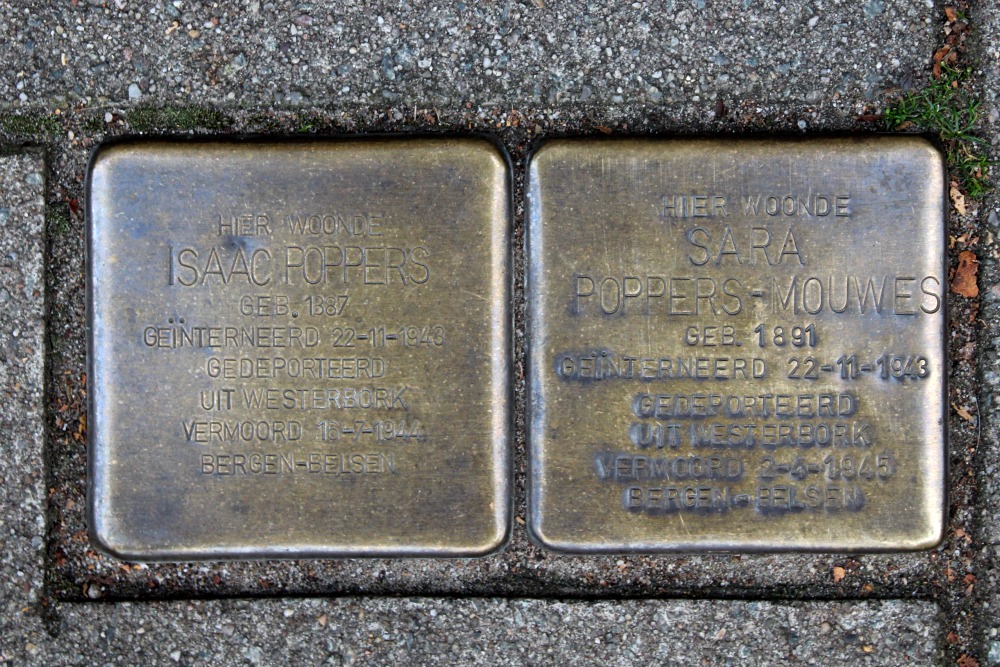 HIER WOONDE
ISAAC POPPERS
GEB. 1887
GEÏNTERNEERD 22-11-1943
GEDEPORTEERD
UIT WESTERBORK
VERMOORD 16-7-1944
BERGEN-BELSEN
HIER WOONDE
SARA
POPPERS-MOUWES
GEB. 1891
GEÏNTERNEERD 22-11-1943
GEDEPORTEERD
UIT WESTERBORK
VERMOORD 2-4-1945
BERGEN-BELSEN